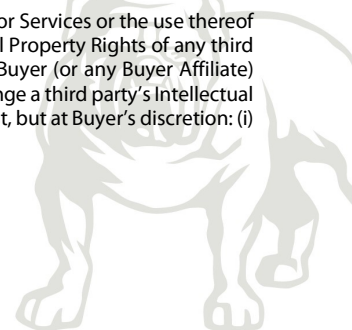 or Services or the use thereof
l Property Rights of any third
Buyer (or any Buyer Affiliate)
nge a third party’s Intellectual
t, but at Buyer’s discretion: (i)